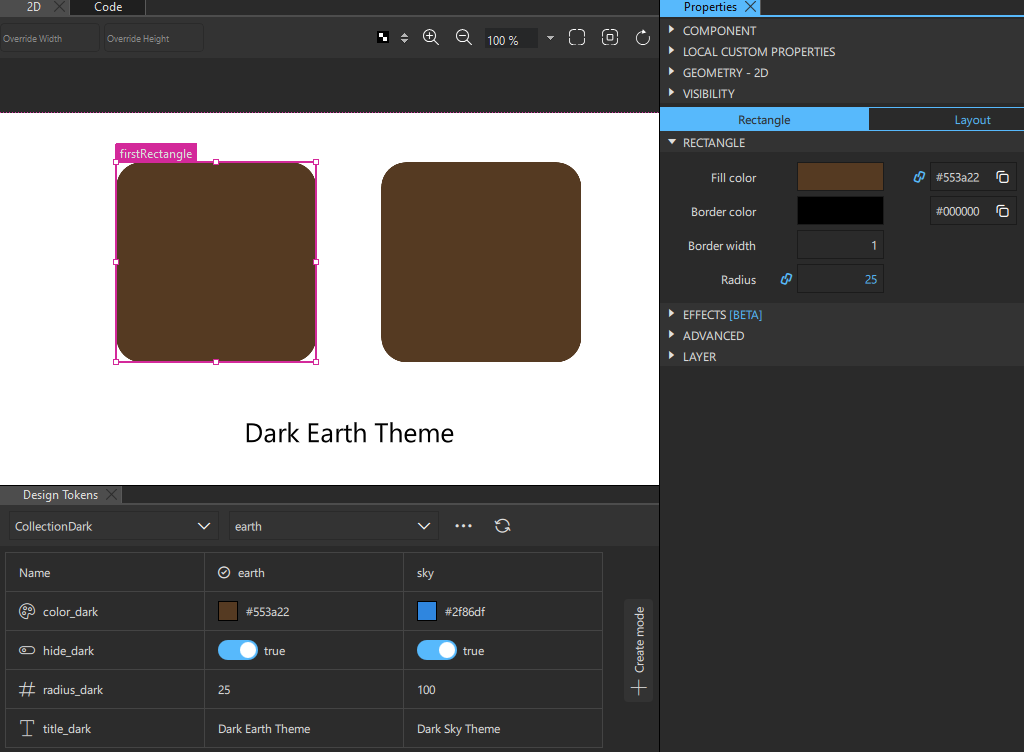 2D
Code
Override Width
Override Height
100 %
firstRectangle
Dark Earth Theme
Properties
COMPONENT
LOCAL CUSTOM PROPERTIES
GEOMETRY - 2D
VISIBILITY
Rectangle
Layout
RECTANGLE
Fill color
#553a22
Border color
#000000
Border width
1
Radius
25
EFFECTS [BETA]
ADVANCED
LAYER
Design Tokens
CollectionDark
earth
Name
earth
sky
color_dark
#553a22
#2f86df
hide_dark
true
true
radius_dark
25
100
title_dark
Dark Earth Theme
Dark Sky Theme
Create mode